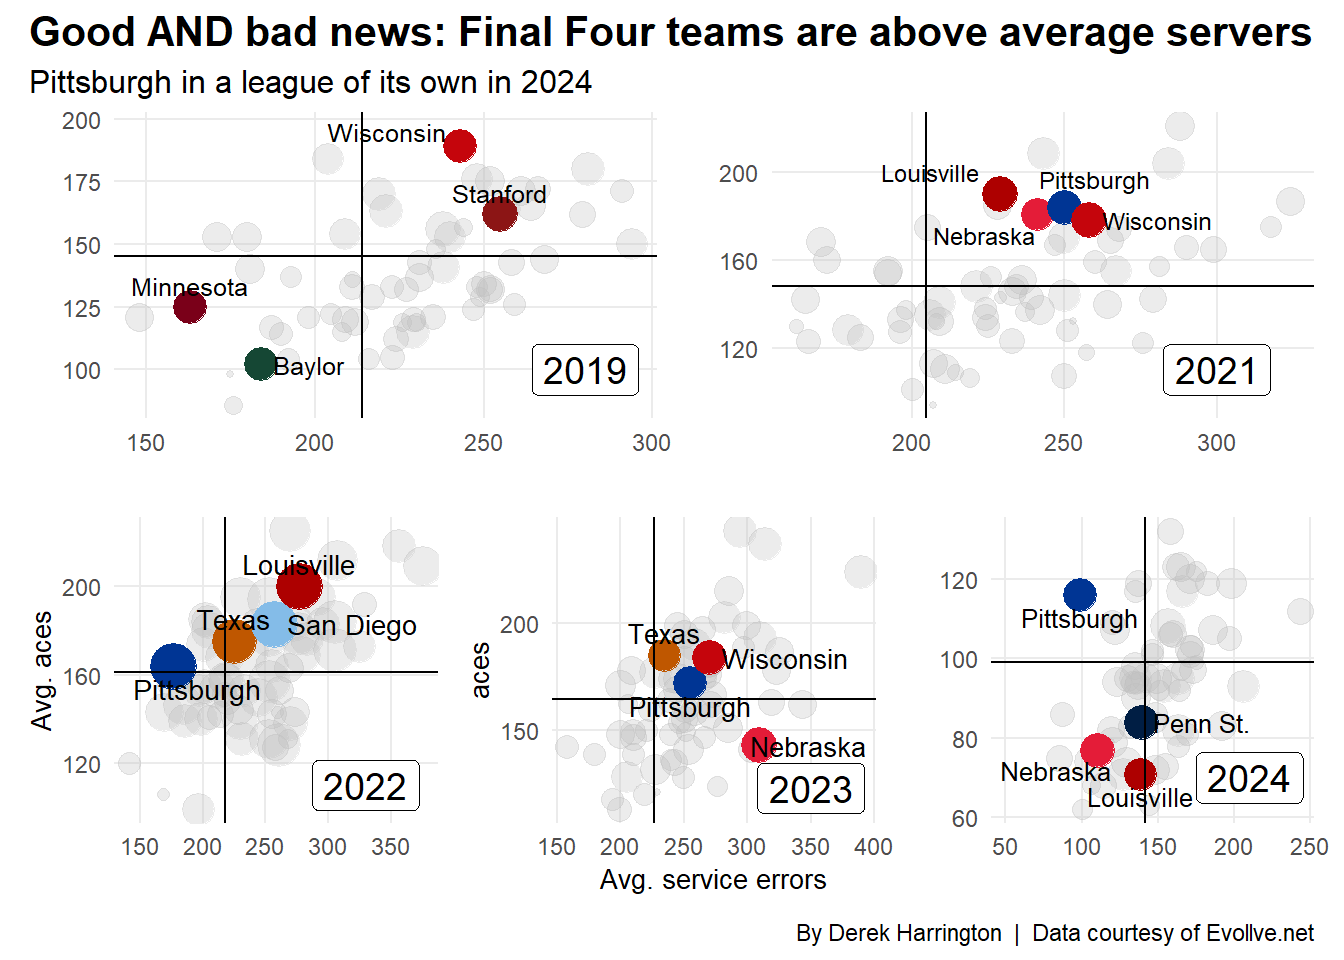 Good AND bad news: Final Four teams are above average servers
Pittsburgh in a league of its own in 2024
200
175
150
125
100
Wisconsin
Stanford
Minnesota
Baylor
2019
150
200
250
300
200
160
120
Louisville
Pittsburgh
Nebraska
Wisconsin
2021
200
250
300
Avg. aces
200
160
120
Louisville
Texas
San Diego
Pittsburgh
2022
150
200
250
300
350
aces
200
150
Texas
Wisconsin
Pittsburgh
Nebraska
2023
150
200
250
300
350
400
Avg. service errors
120
100
80
60
Pittsburgh
Penn St.
Nebraska
Louisville
2024
50
100
150
200
250
By Derek Harrington | Data courtesy of Evollve.net